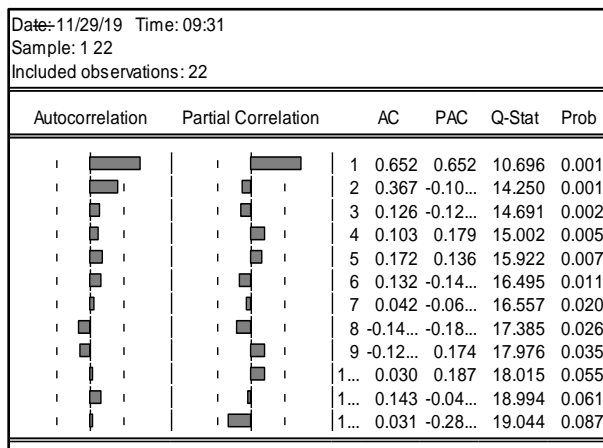 Date: 11/29/19 Time: 09:31
Sample: 1 22
Included observations: 22
Autocorrelation Partial Correlation AC PAC Q-Stat Prob
1 0.652 0.652 10.696 0.001
2 0.367 -0.10... 14.250 0.001
3 0.126 -0.12... 14.691 0.002
4 0.103 0.179 15.002 0.005
5 0.172 0.136 15.922 0.007
6 0.132 -0.14... 16.495 0.011
7 0.042 -0.06... 16.557 0.020
8 -0.14... -0.18... 17.385 0.026
9 -0.12... 0.174 17.976 0.035
1... 0.030 0.187 18.015 0.055
1... 0.143 -0.04... 18.994 0.061
1... 0.031 -0.28... 19.044 0.087